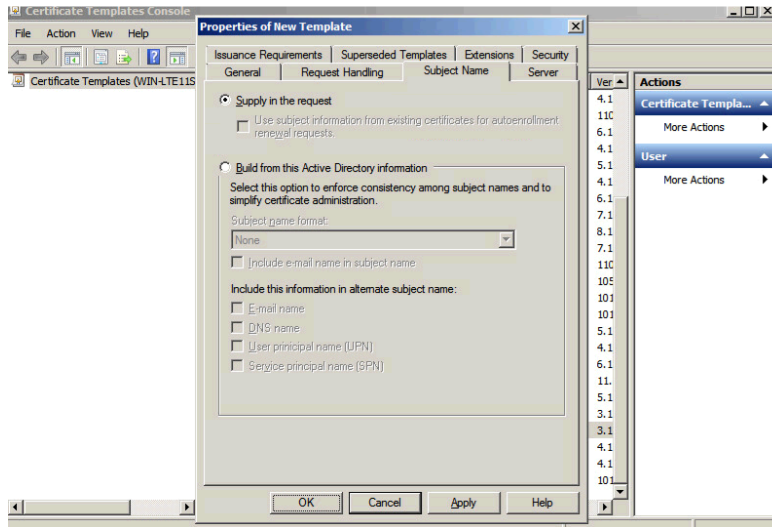 Certificate Templates Console
File Action View Help
Certificate Templates (WIN-LTE11S
Properties of New Template
Issuance Requirements Superseded Templates Extensions Security
General Request Handling Subject Name Server
Supply in the request
Use subject information from existing certificates for autoenrollment
renewal requests.
Build from this Active Directory information
Select this option to enforce consistency among subject names and to
simplify certificate administration.
Subject name format:
None
Include e-mail name in subject name
Include this information in alternate subject name:
E-mail name
DNS name
User prinicipal name (UPN)
Service principal name (SPN)
OK Cancel Apply Help
Ver
4.1
110
6.1
4.1
5.1
4.1
6.1
7.1
8.1
7.1
110
105
101
101
5.1
4.1
6.1
11.
5.1
3.1
3.1
4.1
4.1
101
Actions
Certificate Templa...
More Actions
User
More Actions